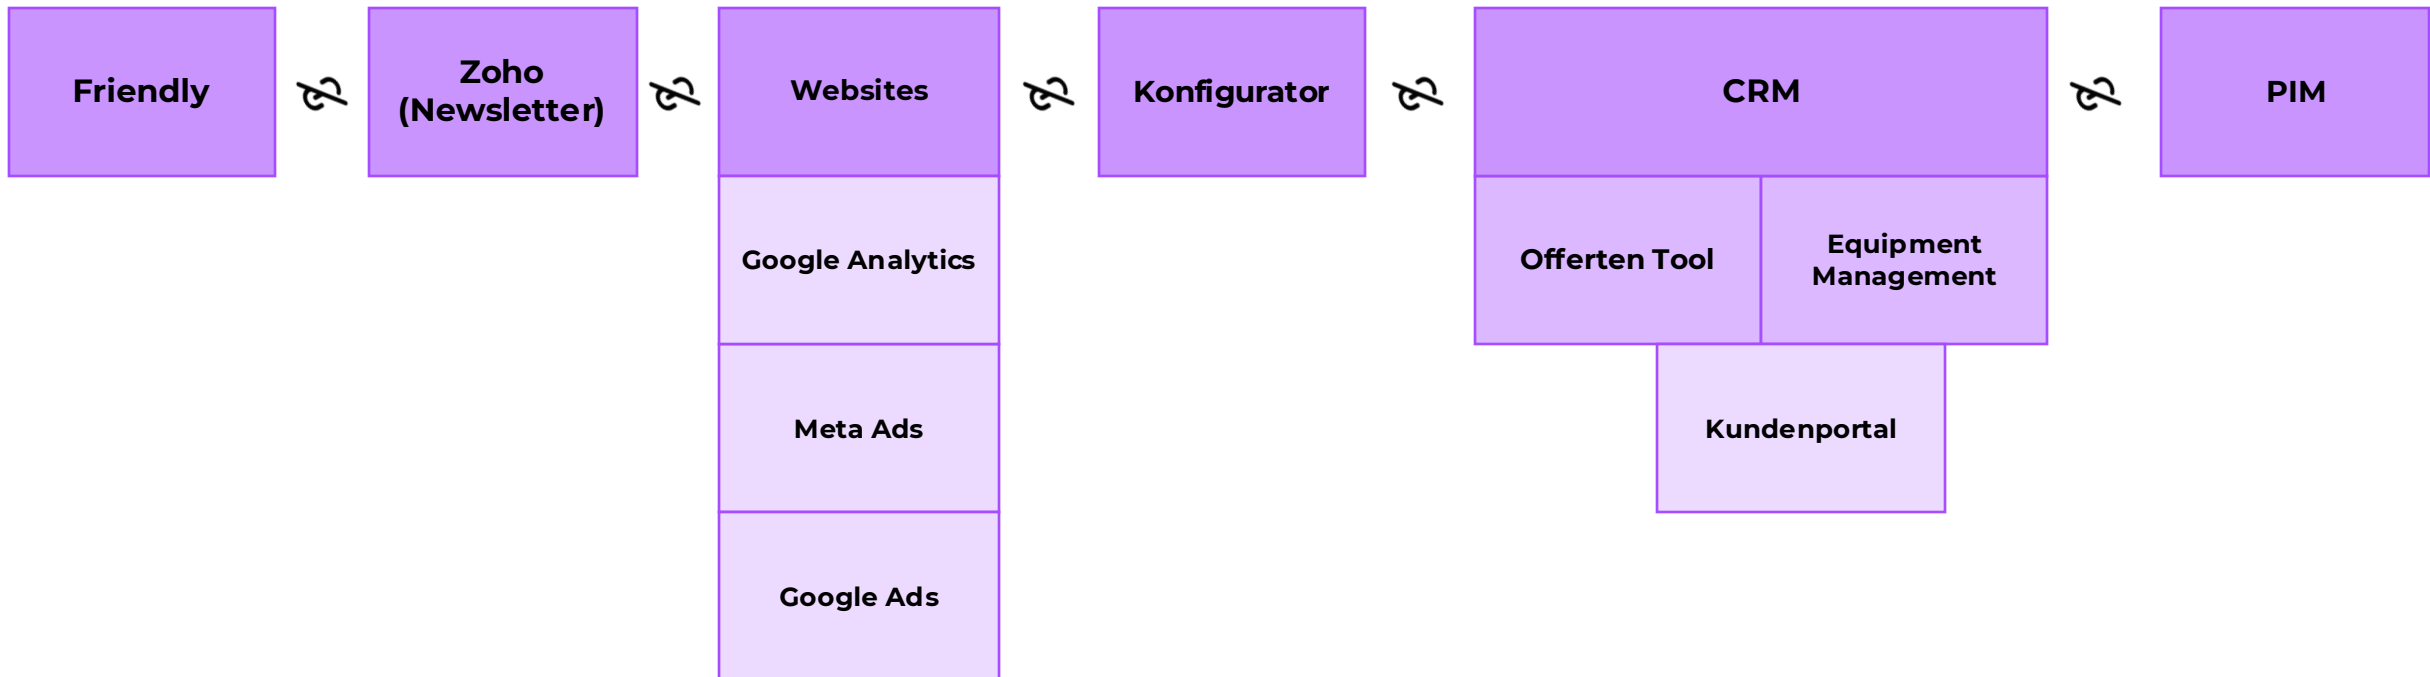 Friendly
Zoho
(Newsletter)
Websites
Konfigurator
CRM
PIM
Google Analytics
Offerten Tool
Equipment
Management
Meta Ads
Kundenportal
Google Ads